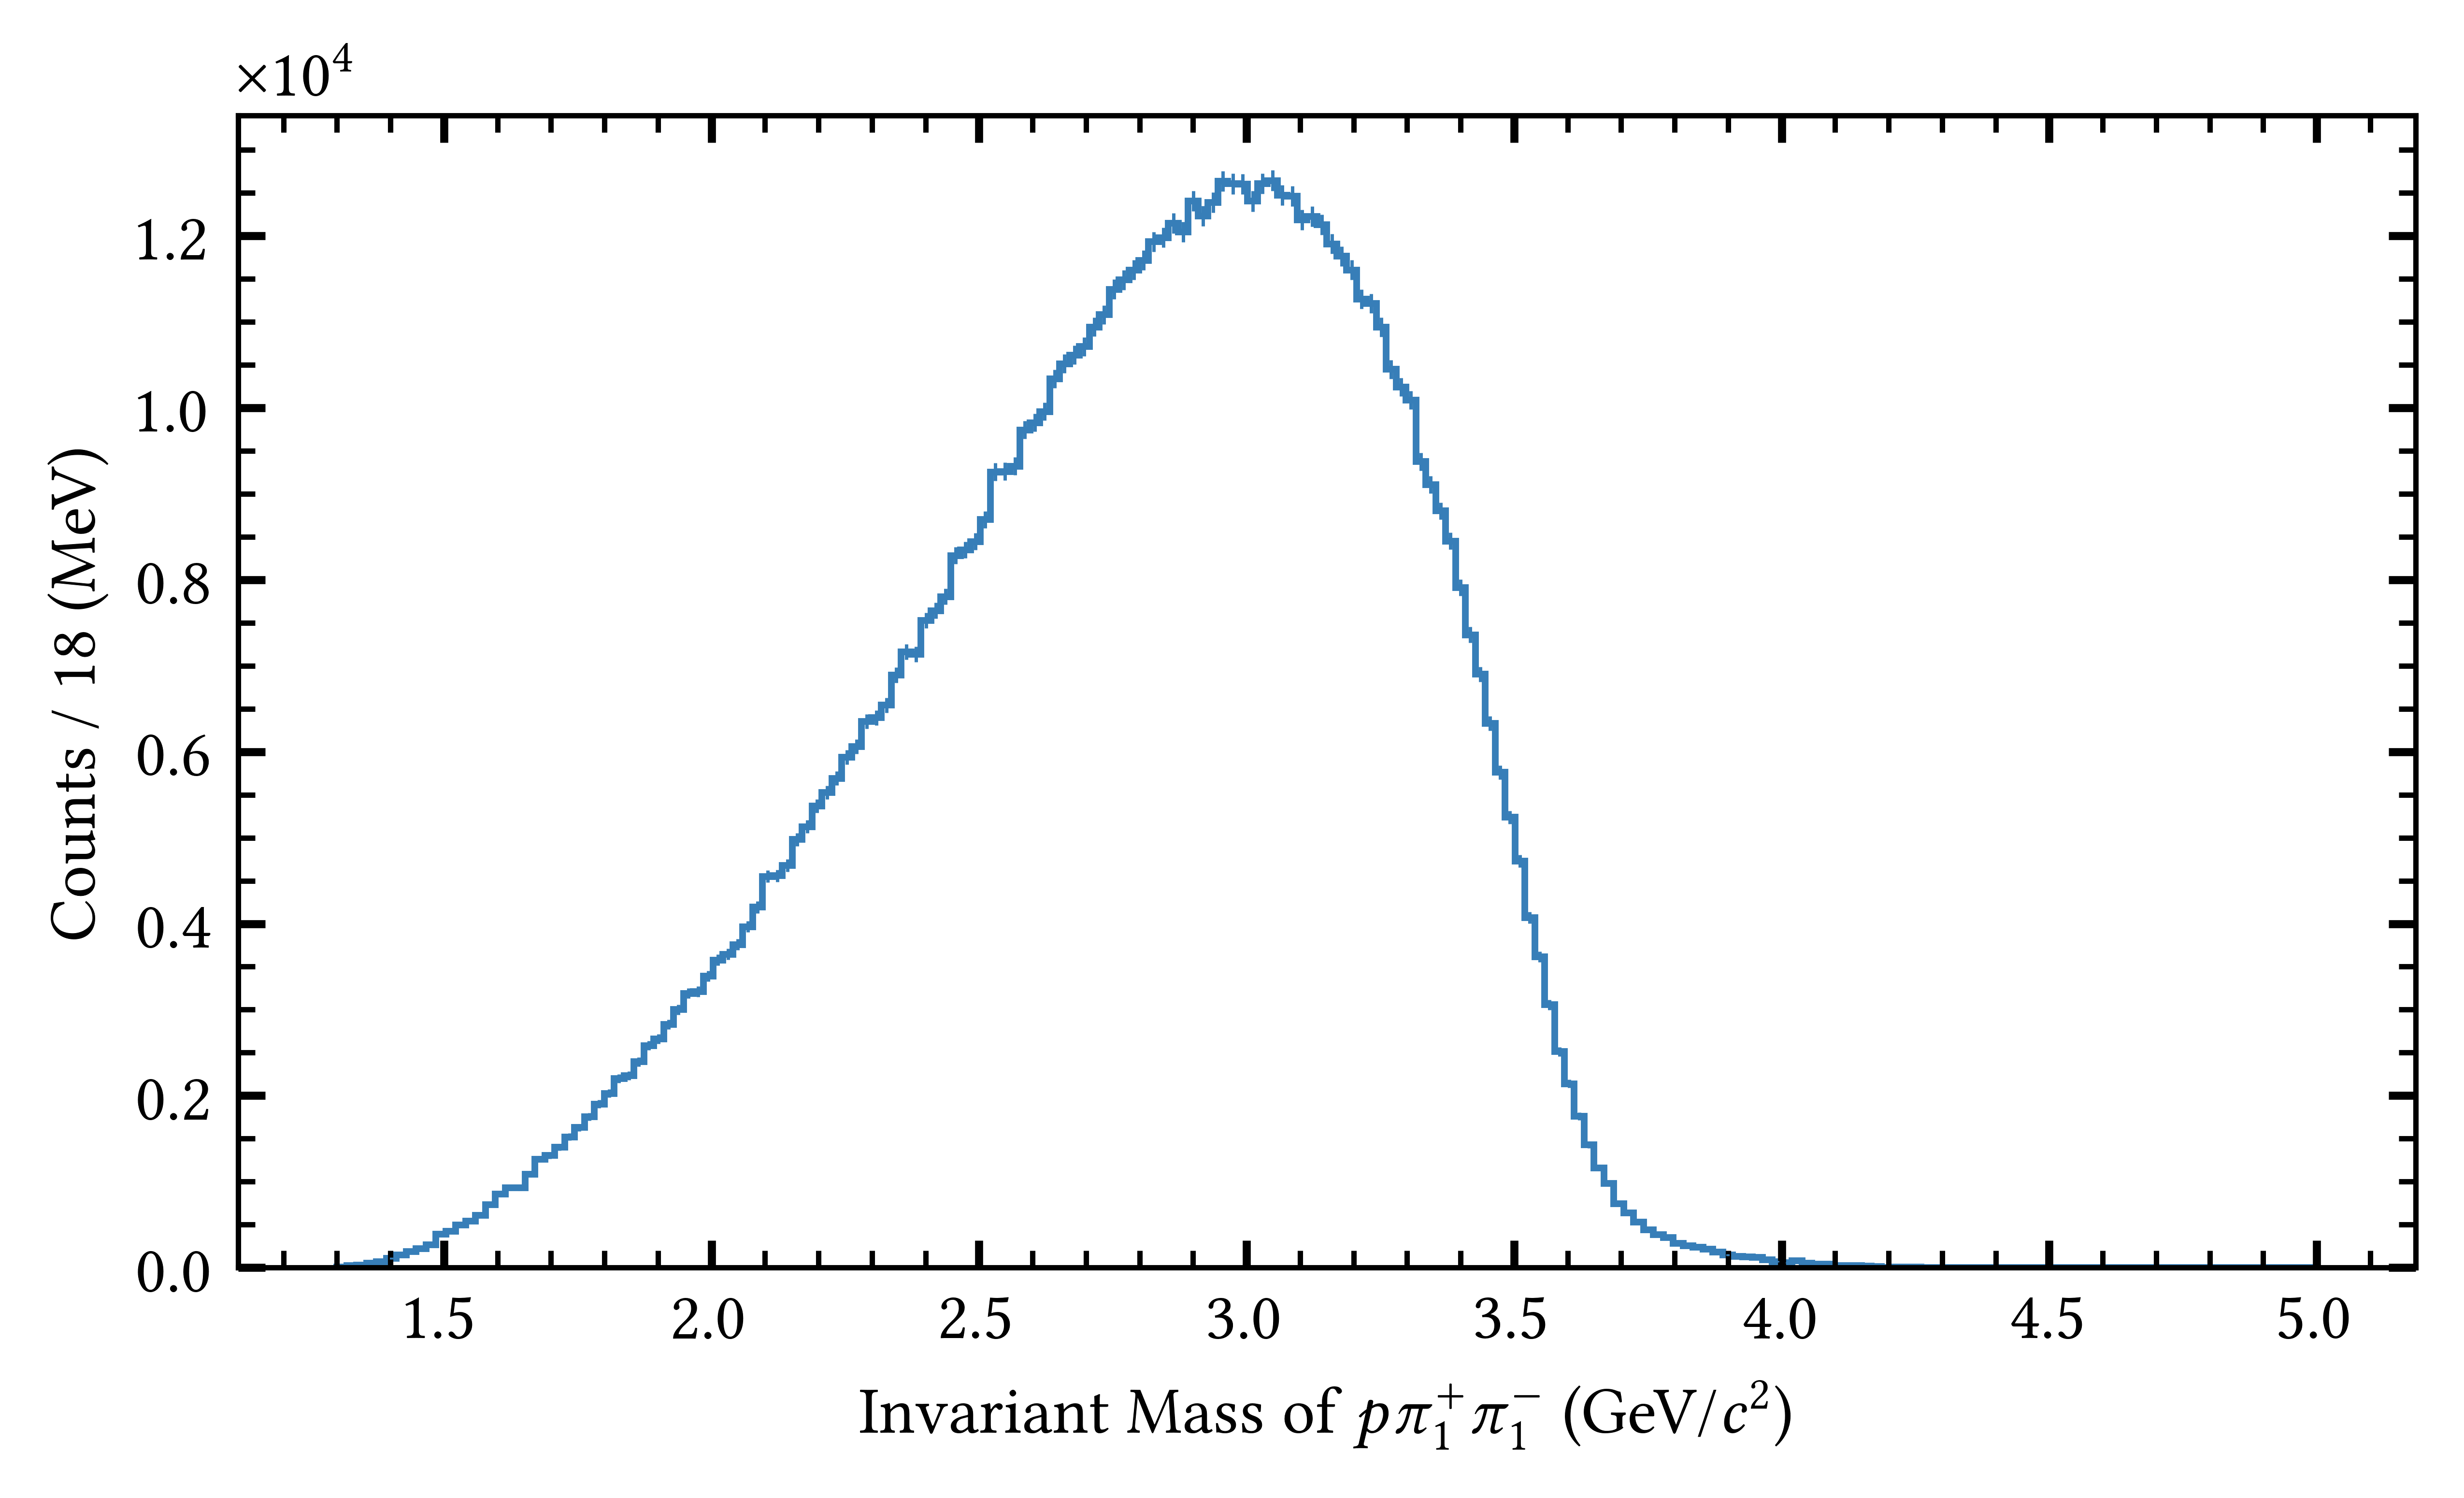 ×10⁴
Counts / 18 (MeV)
1.2
1.0
0.8
0.6
0.4
0.2
0.0
1.5 2.0 2.5 3.0 3.5 4.0 4.5 5.0
Invariant Mass of pπ₁⁺π₁⁻ (GeV/c²)